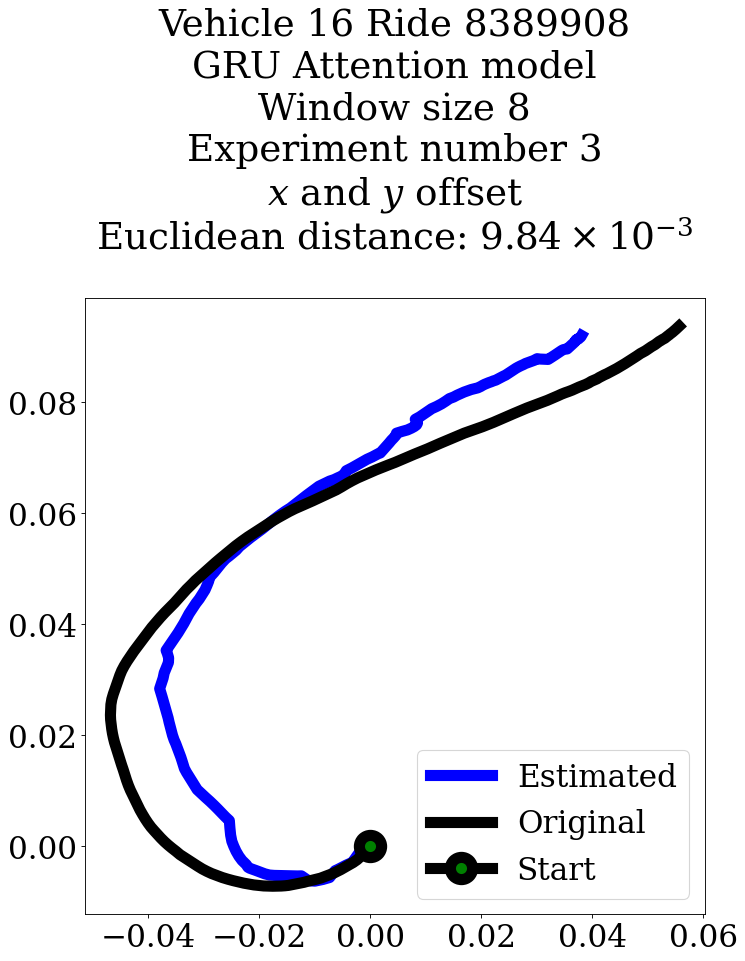 Vehicle 16 Ride 8389908
GRU Attention model
Window size 8
Experiment number 3
x and y offset
Euclidean distance: 9.84 × 10⁻³
0.08
0.06
0.04
0.02
0.00
Estimated
Original
Start
−0.04 −0.02 0.00 0.02 0.04 0.06